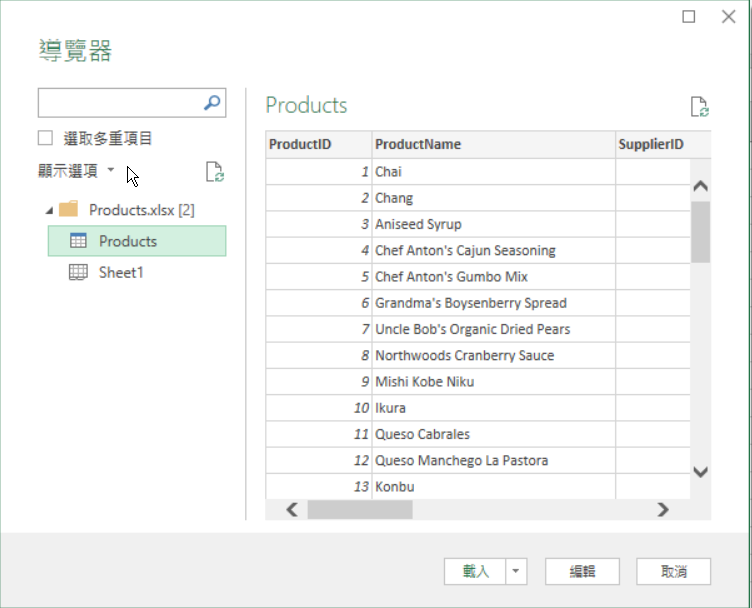 導覽器
選取多重項目
顯示選項
Products.xlsx [2]
Products
Sheet1
Products
ProductID ProductName SupplierID
1 Chai
2 Chang
3 Aniseed Syrup
4 Chef Anton's Cajun Seasoning
5 Chef Anton's Gumbo Mix
6 Grandma's Boysenberry Spread
7 Uncle Bob's Organic Dried Pears
8 Northwoods Cranberry Sauce
9 Mishi Kobe Niku
10 Ikura
11 Queso Cabrales
12 Queso Manchego La Pastora
13 Konbu
載入 編輯 取消